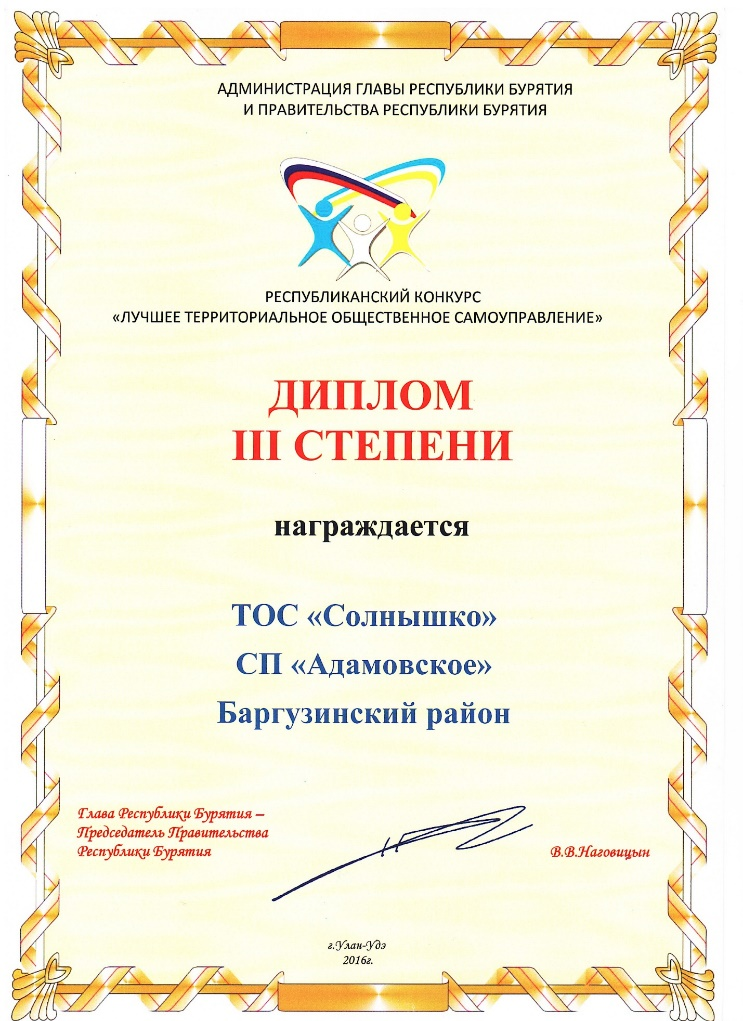 АДМИНИСТРАЦИЯ ГЛАВЫ РЕСПУБЛИКИ БУРЯТИЯ
И ПРАВИТЕЛЬСТВА РЕСПУБЛИКИ БУРЯТИЯ
РЕСПУБЛИКАНСКИЙ КОНКУРС
«ЛУЧШЕЕ ТЕРРИТОРИАЛЬНОЕ ОБЩЕСТВЕННОЕ САМОУПРАВЛЕНИЕ»
ДИПЛОМ
III СТЕПЕНИ
награждается
ТОС «Солнышко»
СП «Адамовское»
Баргузинский район
Глава Республики Бурятия –
Председатель Правительства
Республики Бурятия
В.В.Наговицын
г.Улан-Удэ
2016г.